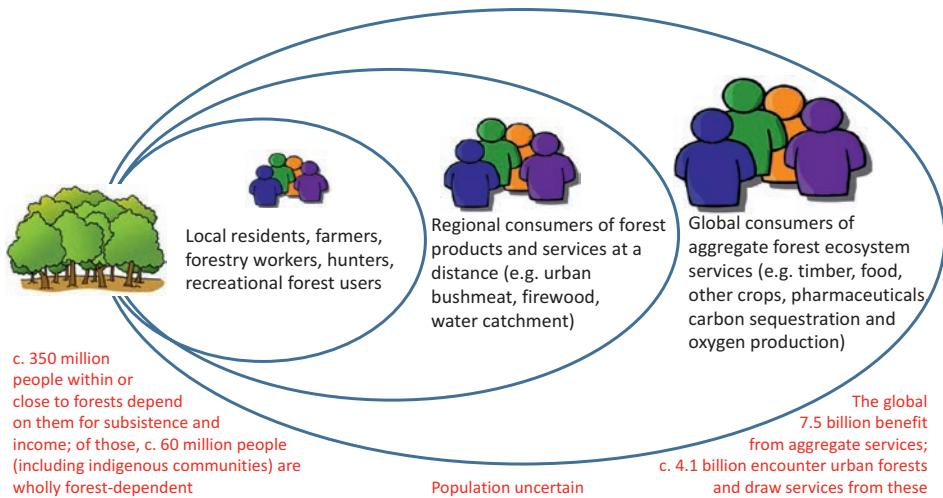 Local residents, farmers,
forestry workers, hunters,
recreational forest users
Regional consumers of forest
products and services at a
distance (e.g. urban
bushmeat, firewood,
water catchment)
Global consumers of
aggregate forest ecosystem
services (e.g. timber, food,
other crops, pharmaceuticals,
carbon sequestration and
oxygen production)
c. 350 million
people within or
close to forests depend
on them for subsistence and
income; of those, c. 60 million people
(including indigenous communities) are
wholly forest-dependent
Population uncertain
The global
7.5 billion benefit
from aggregate services;
c. 4.1 billion encounter urban forests
and draw services from these